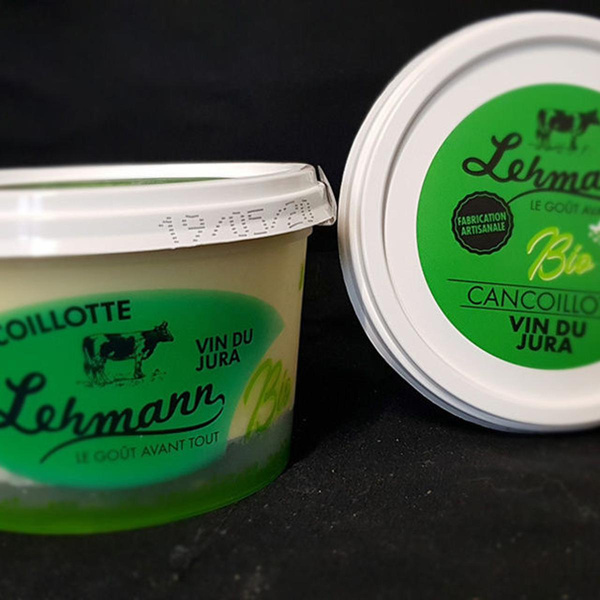 19/05/20
COILLOTTE
VIN DU
JURA
Lehmann
Bio
LE GOÛT AVANT TOUT
Lehmann
LE GOÛT AVANT
FABRICATION
ARTISANALE
Bio
CANCOILLO
VIN DU
JURA